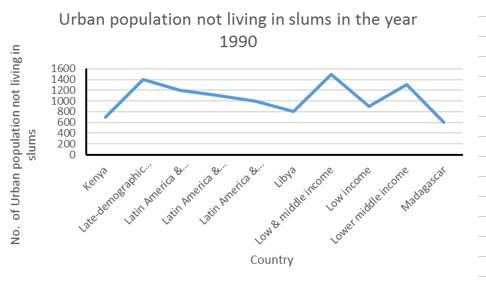 Urban population not living in slums in the year
1990
No. of Urban population not living in
slums
1600
1400
1200
1000
800
600
400
200
0
Kenya
Late-demographic...
Latin America &...
Latin America &...
Latin America &...
Libya
Low & middle income
Low income
Lower middle income
Madagascar
Country